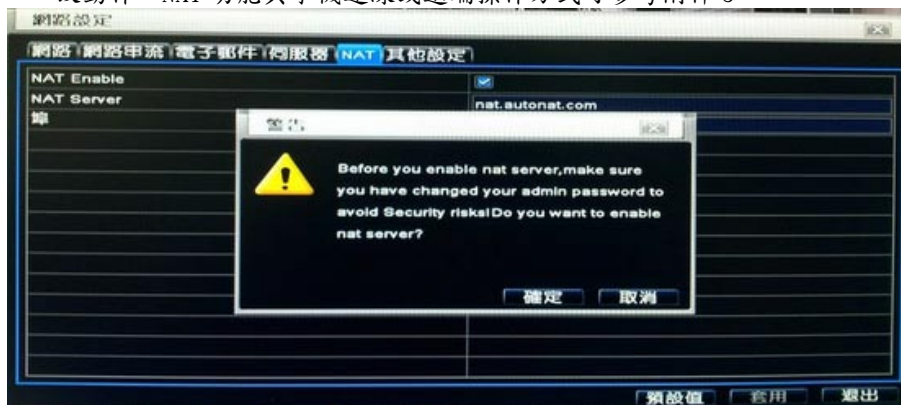 網路設定
網路 網路串流 電子郵件 伺服器 NAT 其他設定
NAT Enable
NAT Server nat.autonat.com
埠
警告
Before you enable nat server,make sure
you have changed your admin password to
avoid Security risks!Do you want to enable
nat server?
確定 取消
預設值 套用 退出